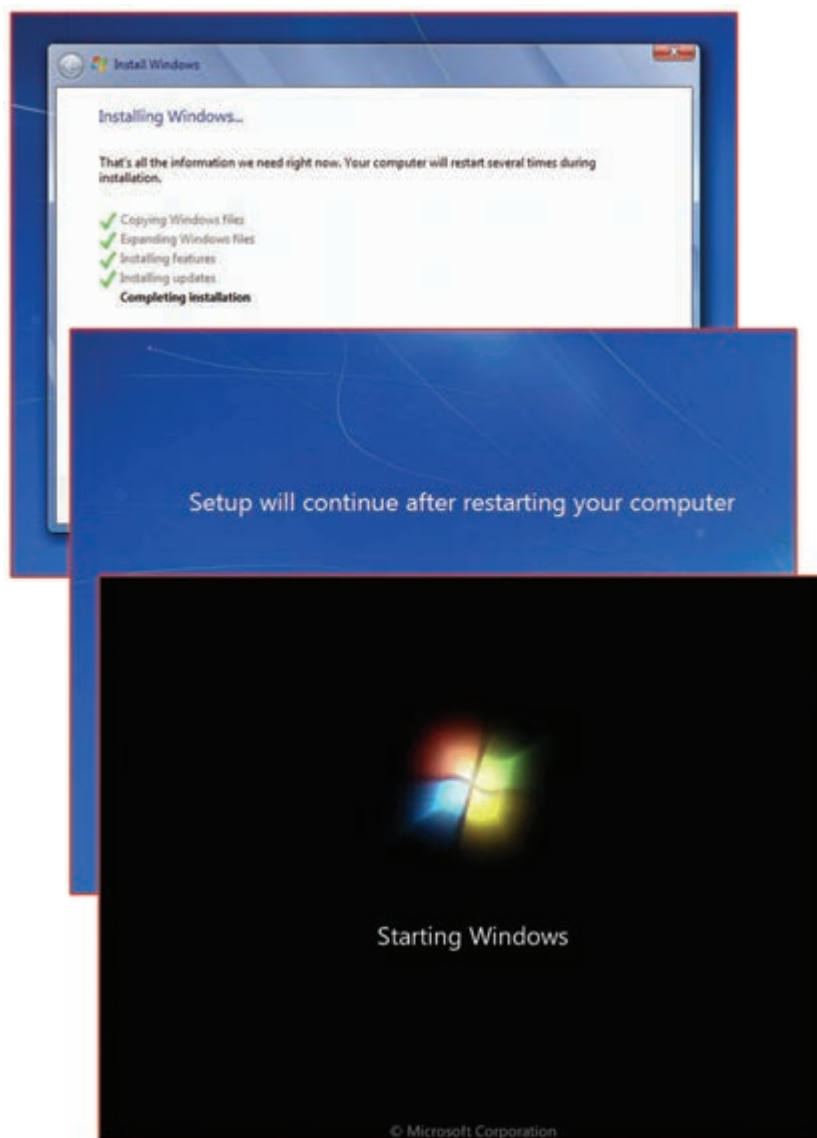 Install Windows
Installing Windows...
That's all the information we need right now. Your computer will restart several times during
installation.
Copying Windows files
Expanding Windows files
Installing features
Installing updates
Completing installation
Setup will continue after restarting your computer
Starting Windows
© Microsoft Corporation